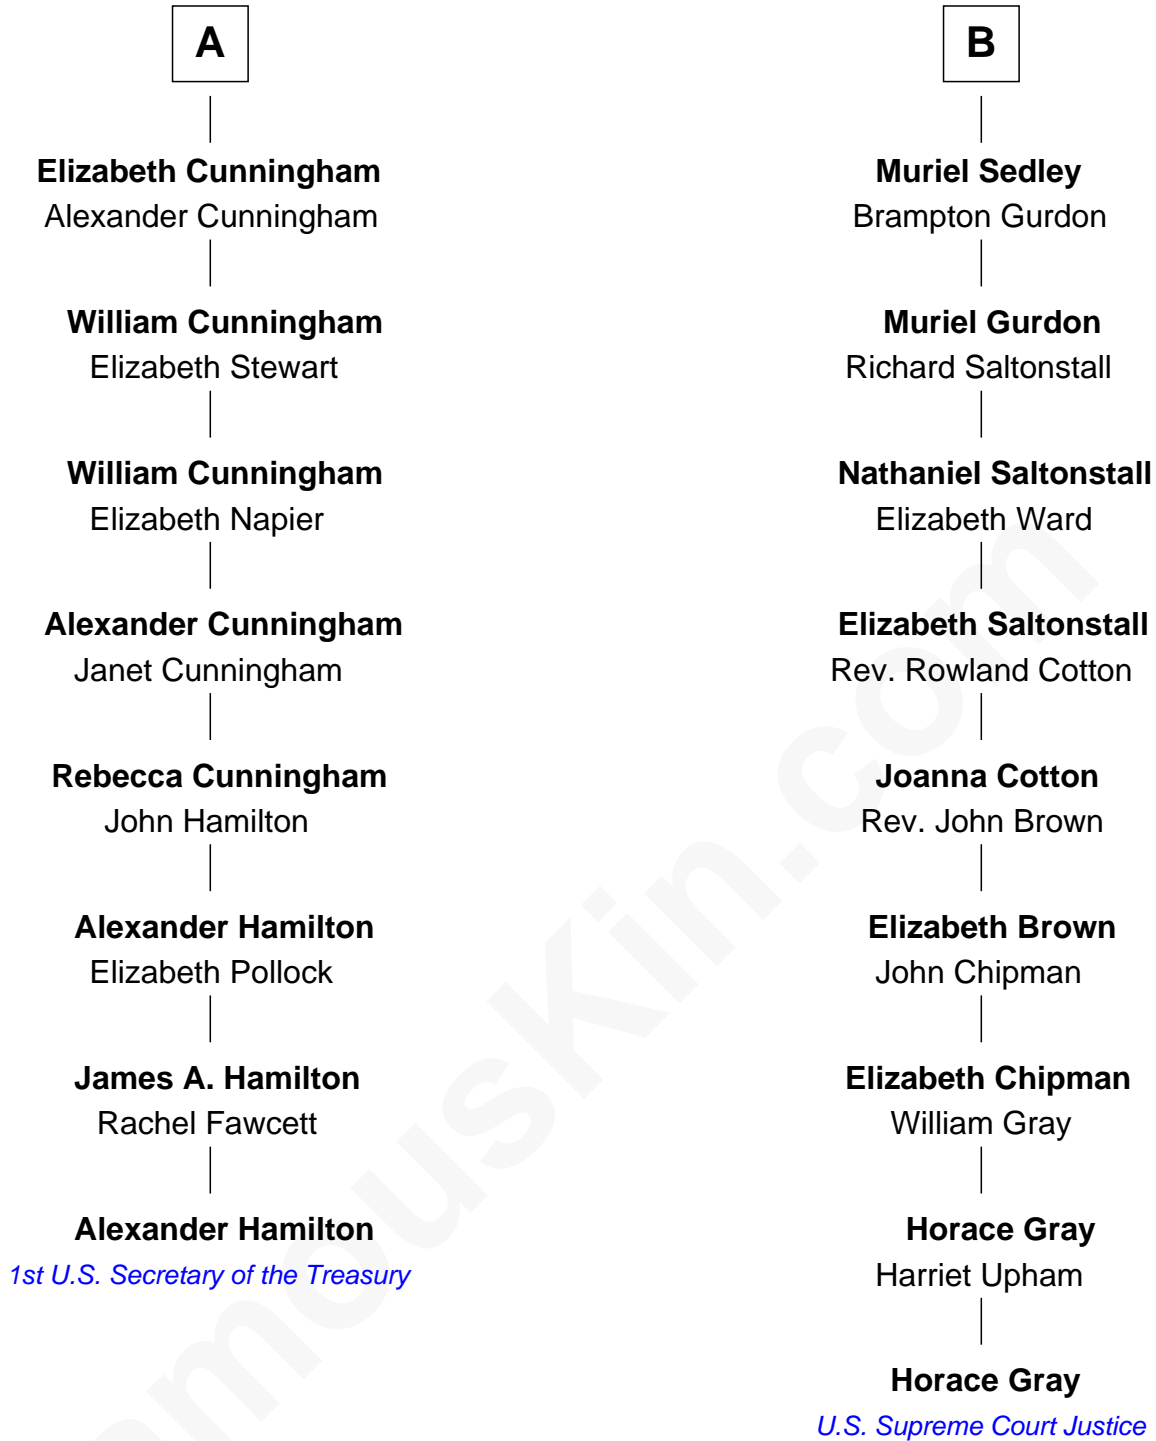 A
Elizabeth Cunningham
Alexander Cunningham
William Cunningham
Elizabeth Stewart
William Cunningham
Elizabeth Napier
Alexander Cunningham
Janet Cunningham
Rebecca Cunningham
John Hamilton
Alexander Hamilton
Elizabeth Pollock
James A. Hamilton
Rachel Fawcett
Alexander Hamilton
1st U.S. Secretary of the Treasury
B
Muriel Sedley
Brampton Gurdon
Muriel Gurdon
Richard Saltonstall
Nathaniel Saltonstall
Elizabeth Ward
Elizabeth Saltonstall
Rev. Rowland Cotton
Joanna Cotton
Rev. John Brown
Elizabeth Brown
John Chipman
Elizabeth Chipman
William Gray
Horace Gray
Harriet Upham
Horace Gray
U.S. Supreme Court Justice
amousKin.com